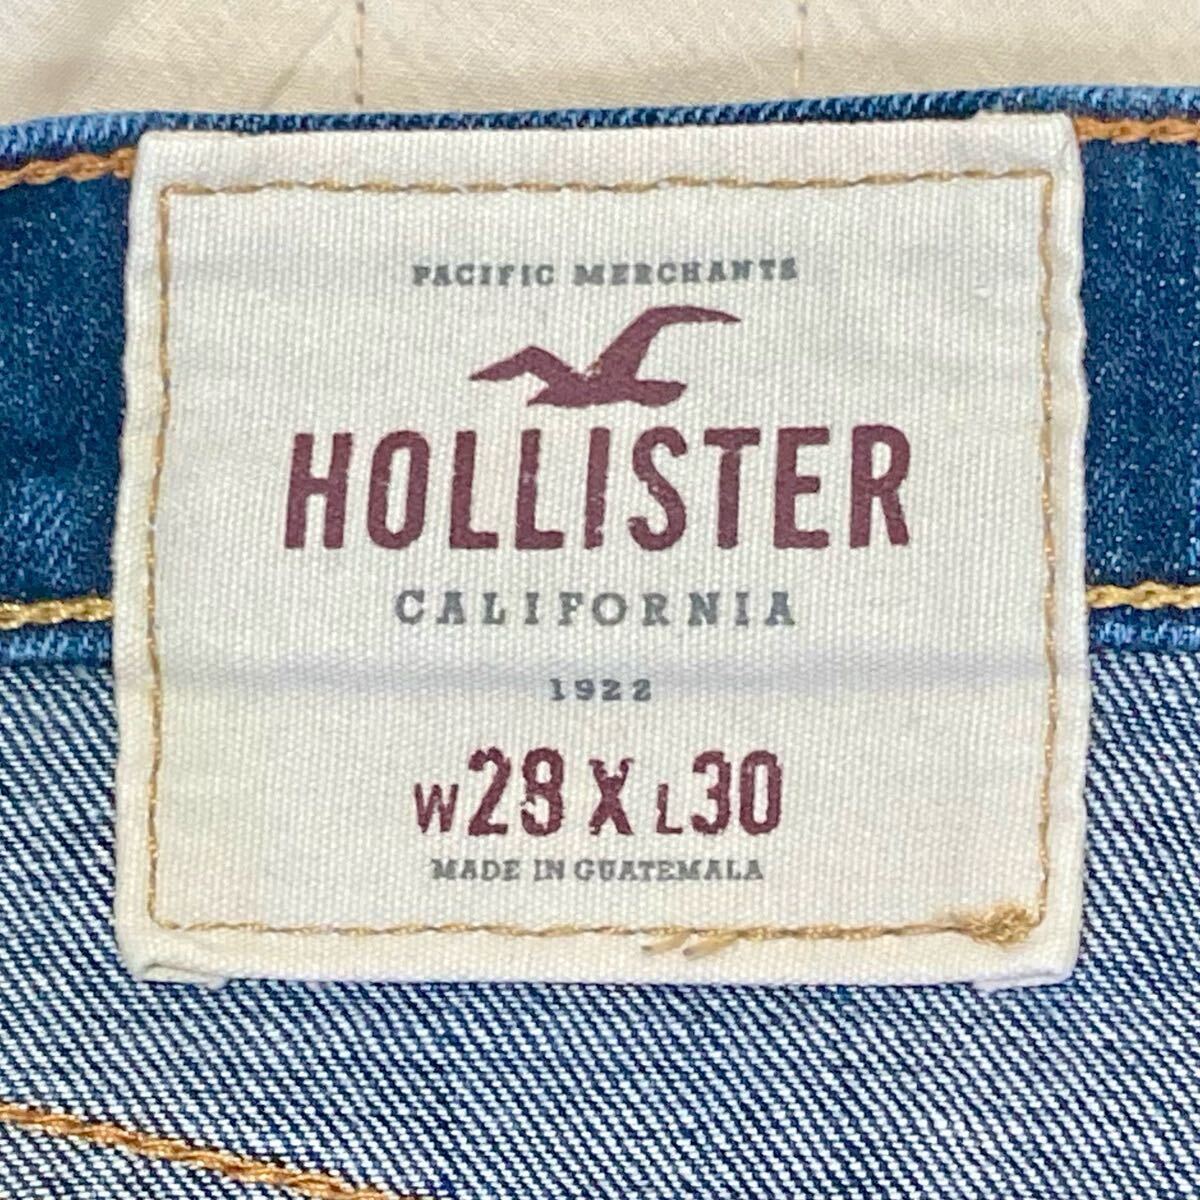 PACIFIC MERCHANTS
HOLLISTER
CALIFORNIA
1922
W28 X L30
MADE IN GUATEMALA